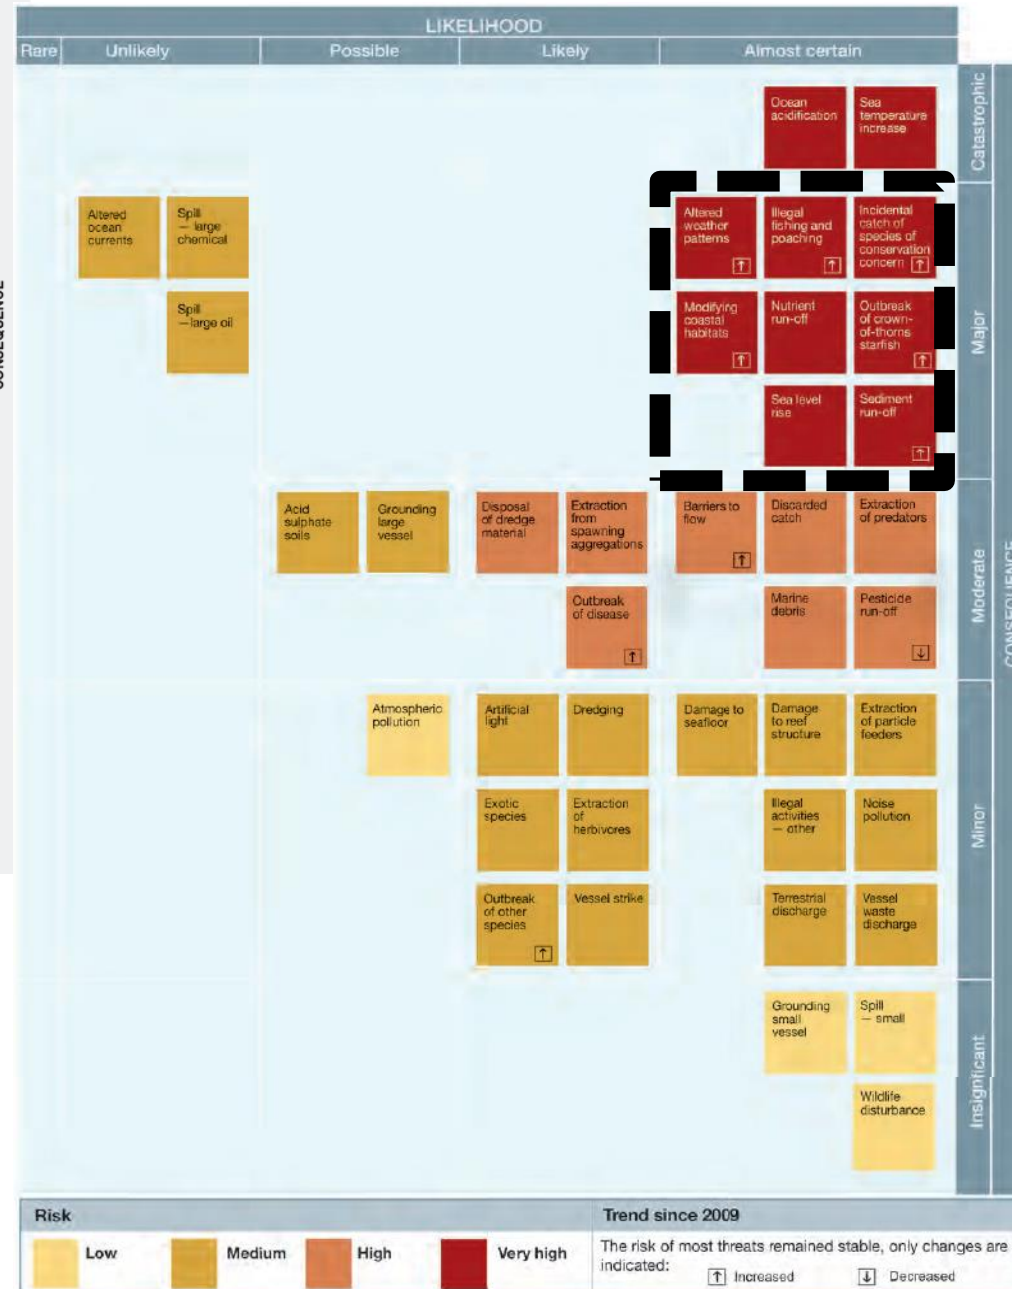 LIKELIHOOD
Rare
Unlikely
Possible
Likely
Almost certain
Ocean
acidification
Sea
temperature
increase
Catastrophic
Altered
ocean
currents
Spill
— large
chemical
Altered
weather
patterns
↑
Illegal
fishing and
poaching
↑
Incidental
catch of
species of
conservation
concern ↑
Spill
—large oil
Modifying
coastal
habitats
↑
Nutrient
run-off
Outbreak
of crown-
of-thorns
starfish
↑
Major
Sea level
rise
Sediment
run-off
↑
Acid
sulphate
soils
Grounding
large
vessel
Disposal
of dredge
material
Extraction
from
spawning
aggregations
Barriers to
flow
↑
Discarded
catch
Extraction
of predators
Outbreak
of disease
↑
Marine
debris
Pesticide
run-off
↓
Moderate
CONSEQUENCE
Atmospheric
pollution
Artificial
light
Dredging
Damage to
seafloor
Damage
to reef
structure
Extraction
of particle
feeders
Exotic
species
Extraction
of
herbivores
Illegal
activities
— other
Noise
pollution
Minor
Outbreak
of other
species
↑
Vessel strike
Terrestrial
discharge
Vessel
waste
discharge
Grounding
small
vessel
Spill
— small
Wildlife
disturbance
Insignificant
Risk
Low
Medium
High
Very high
Trend since 2009
The risk of most threats remained stable, only changes are
indicated:
↑ Increased
↓ Decreased